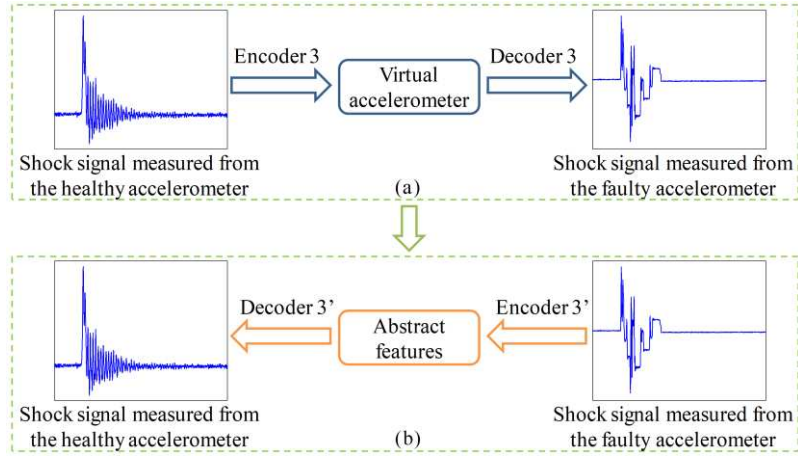 Encoder 3
Decoder 3
Virtual
accelerometer
Shock signal measured from
the healthy accelerometer
(a)
Shock signal measured from
the faulty accelerometer
Decoder 3’
Encoder 3’
Abstract
features
Shock signal measured from
the healthy accelerometer
(b)
Shock signal measured from
the faulty accelerometer